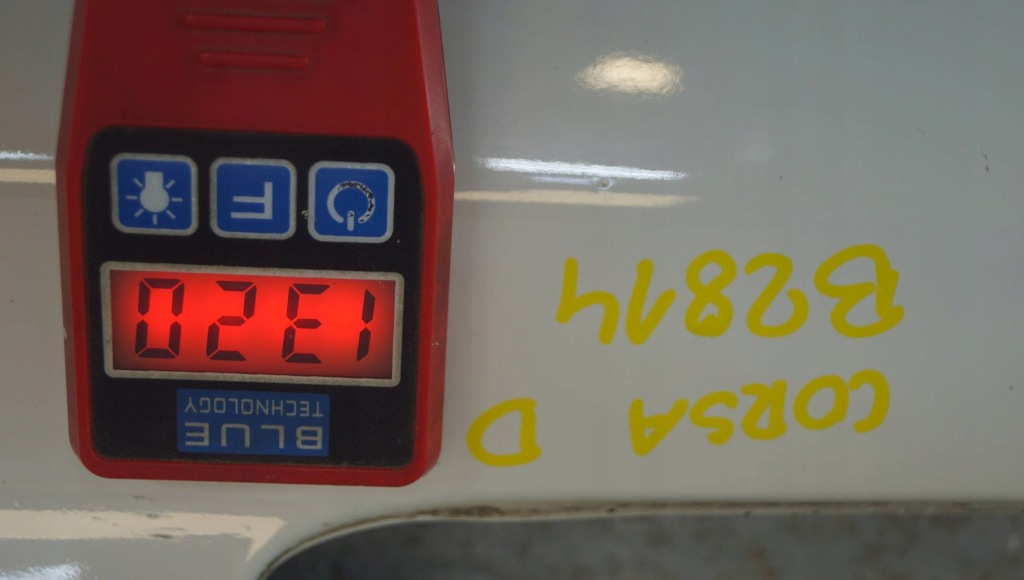 BLUE
TECHNOLOGY
1320
F
CORSA D
B2814